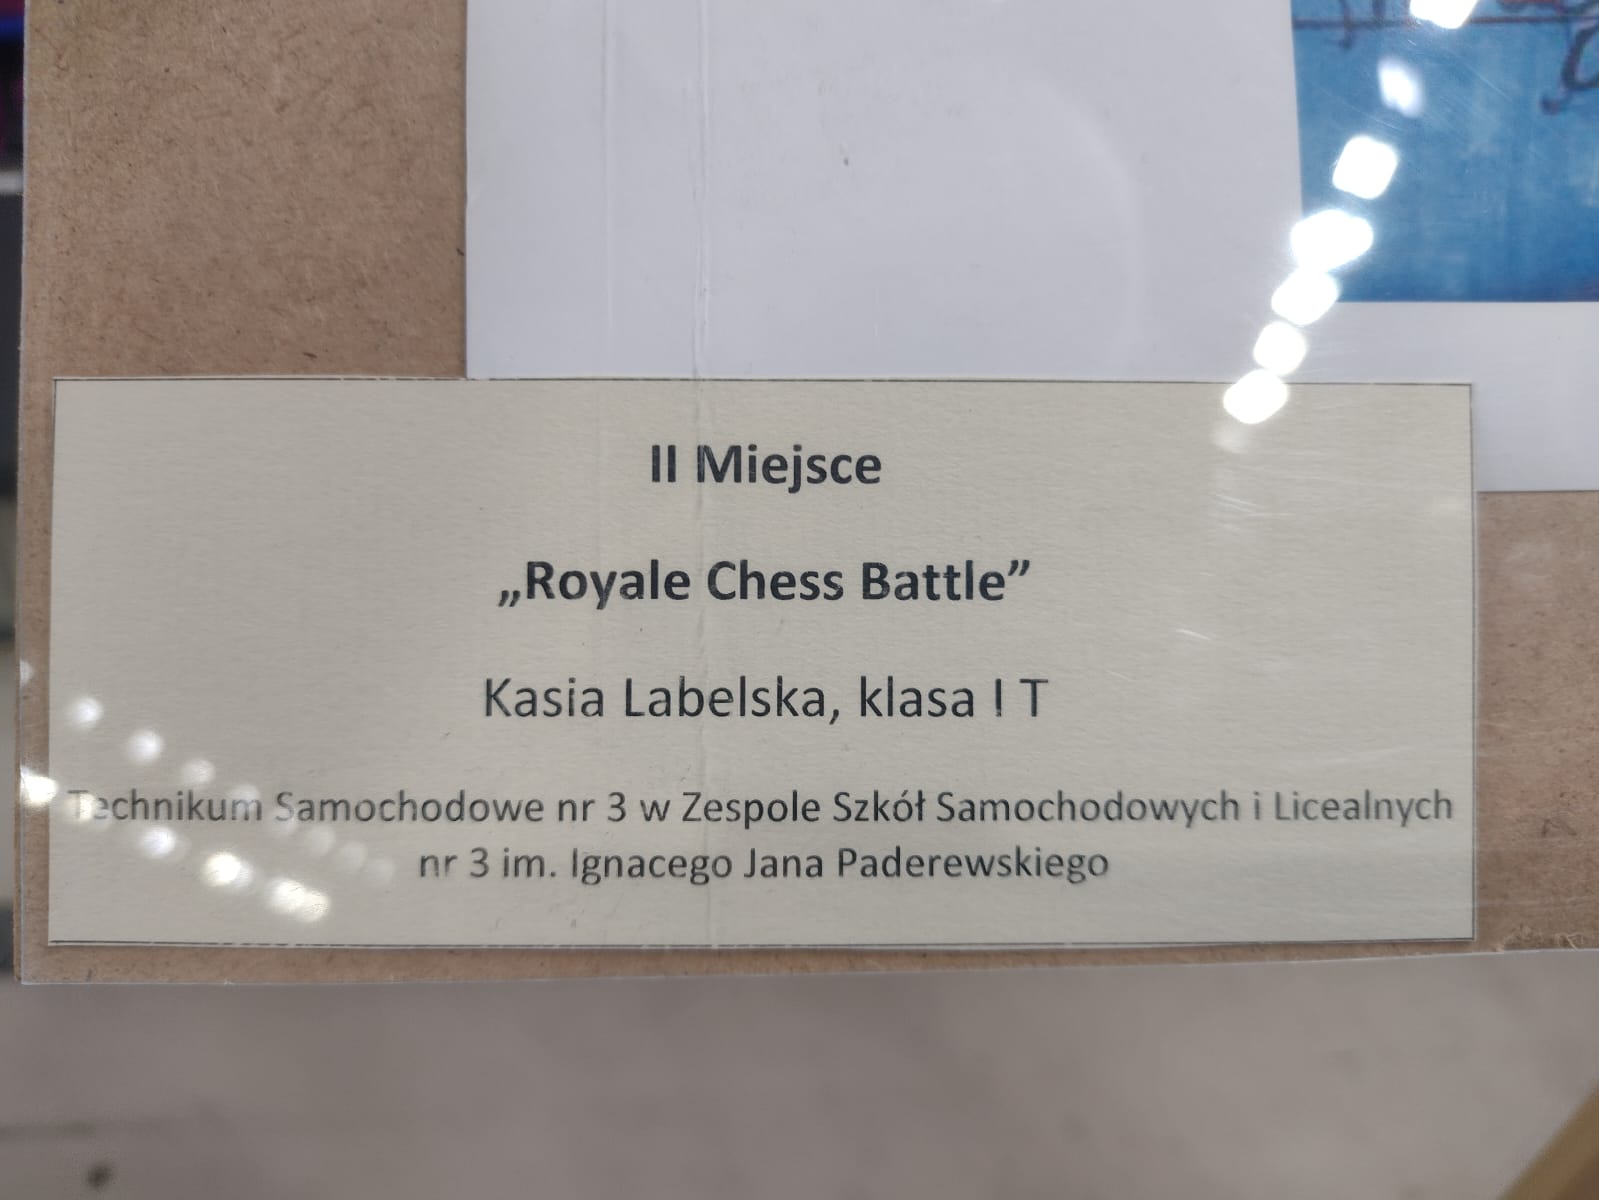 II Miejsce
„Royale Chess Battle”
Kasia Labelska, klasa I T
Technikum Samochodowe nr 3 w Zespole Szkół Samochodowych i Licealnych
nr 3 im. Ignacego Jana Paderewskiego